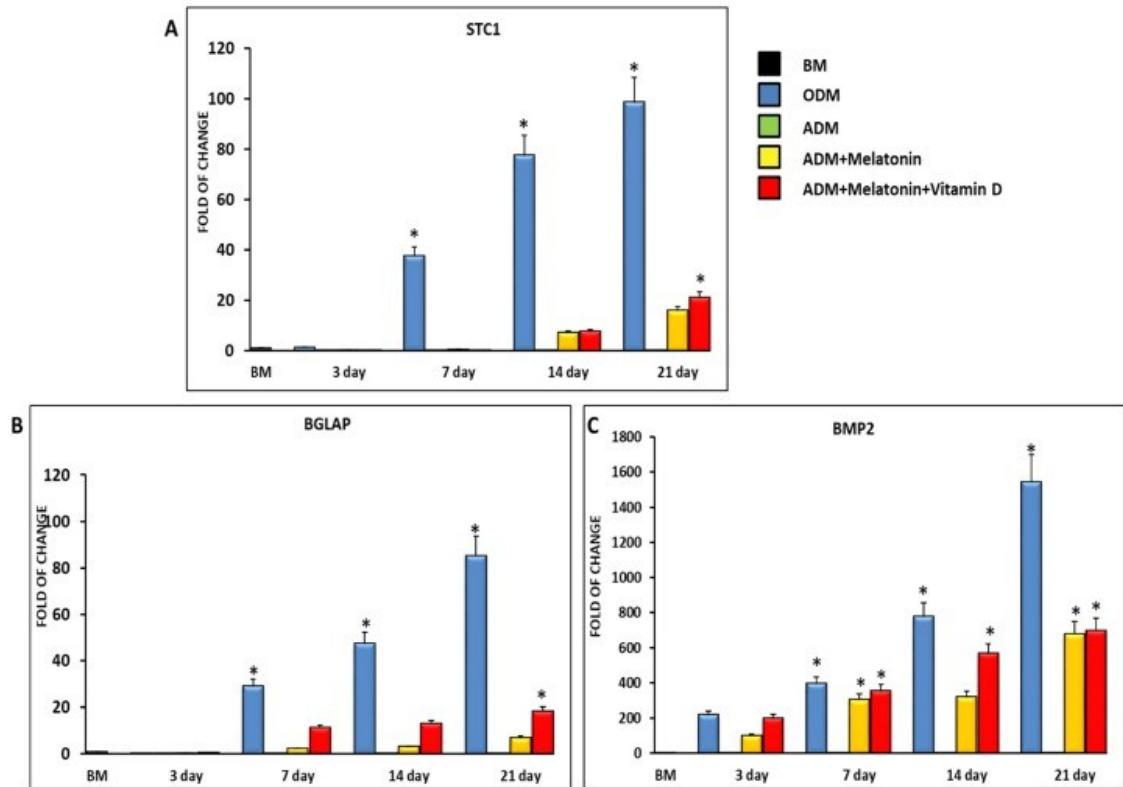 A
STC1
FOLD OF CHANGE
120
100
80
60
40
20
0
* * * *
BM 3 day 7 day 14 day 21 day
BM
ODM
ADM
ADM+Melatonin
ADM+Melatonin+Vitamin D
B
BGLAP
FOLD OF CHANGE
120
100
80
60
40
20
0
* * * *
BM 3 day 7 day 14 day 21 day
C
BMP2
FOLD OF CHANGE
1800
1600
1400
1200
1000
800
600
400
200
0
* * * * * * * *
BM 3 day 7 day 14 day 21 day